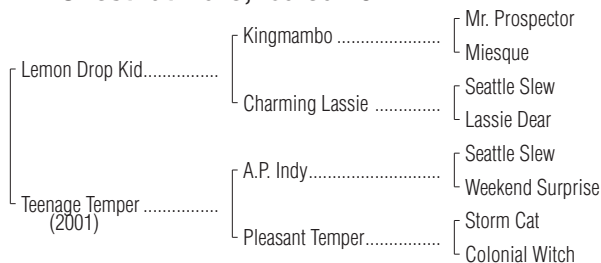 Mr. Prospector
Kingmambo ..................
Miesque
Lemon Drop Kid................
Seattle Slew
Charming Lassie ...............
Lassie Dear
Seattle Slew
A.P. Indy.......................
Weekend Surprise
Teenage Temper ................
(2001)
Storm Cat
Pleasant Temper................
Colonial Witch